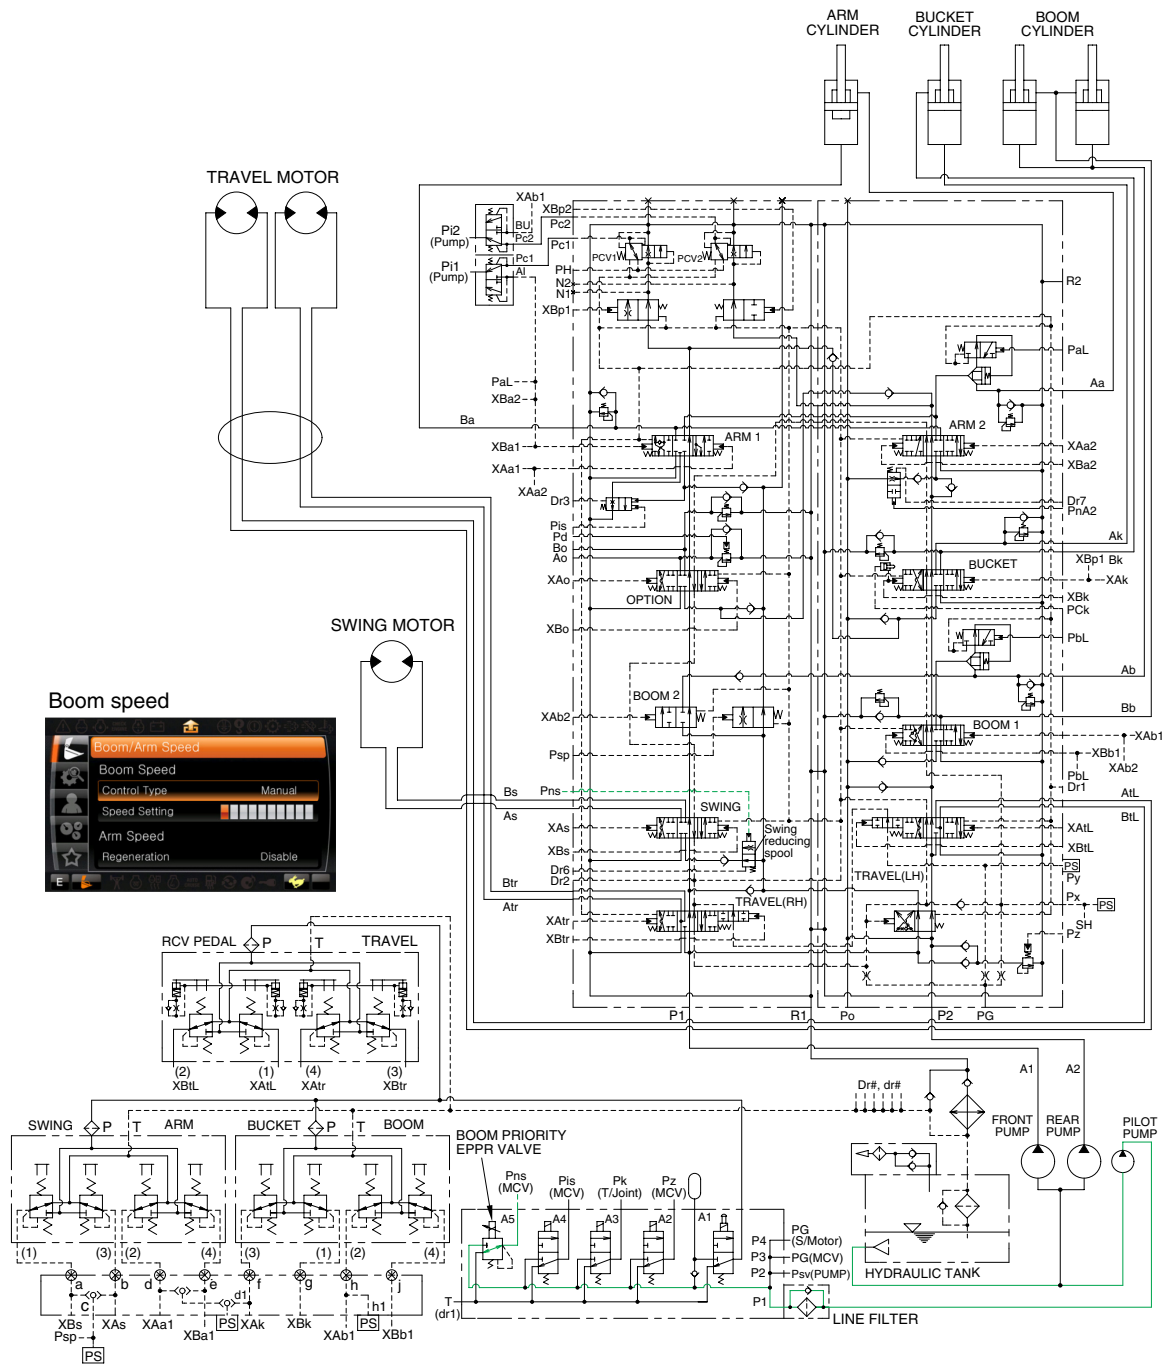 ARM
CYLINDER
BUCKET
CYLINDER
BOOM
CYLINDER
TRAVEL MOTOR
XAb1
XBp2
Pc2
Pc1
BU
Pc2
Pi2
(Pump)
Pc1
AI
Pi1
(Pump)
PCV1
PCV2
PH
N2
N1
XBp1
R2
PaL
Aa
PaL
XBa2
Ba
ARM 1
ARM 2
XBa1
XAa1
XAa2
XAa2
XBa2
Dr3
Dr7
PnA2
Pis
Pd
Bo
Ao
Ak
XAo
OPTION
BUCKET
XBp1 Bk
XAk
XBk
PCk
XBo
PbL
SWING MOTOR
Ab
BOOM 2
XAb2
Psp
Bb
BOOM 1
XAb1
XBb1
XAb2
PbL
Dr1
Boom speed
Boom/Arm Speed
Boom Speed
Control Type
Manual
Speed Setting
Arm Speed
Regeneration
Disable
E
Bs
Pns
As
SWING
XAs
XBs
Swing
reducing
spool
Dr6
Dr2
AtL
BtL
XAtL
XBtL
TRAVEL(LH)
PS
Py
Btr
Atr
TRAVEL(RH)
XAtr
XBtr
Px
PS
SH
Pz
RCV PEDAL
P
T
TRAVEL
(2)
XBtL
(1)
XAtL
(4)
XAtr
(3)
XBtr
P1
R1
Po
P2
PG
A1
A2
Dr#, dr#
FRONT
PUMP
REAR
PUMP
PILOT
PUMP
SWING
P
T
ARM
BUCKET
P
T
BOOM
BOOM PRIORITY
EPPR VALVE
Pns
(MCV)
Pis
(MCV)
Pk
(T/Joint)
Pz
(MCV)
A5
A4
A3
A2
A1
PG
(S/Motor)
P4
P3
PG(MCV)
P2
Psv(PUMP)
P1
T
(dr1)
LINE FILTER
HYDRAULIC TANK
(1)
(3)
(2)
(4)
(3)
(1)
(2)
(4)
a
b
d
e
f
g
h
j
c
d1
h1
XBs
XAs
XAa1
XBa1
PS
XAk
XBk
XAb1
PS
XBb1
Psp
PS